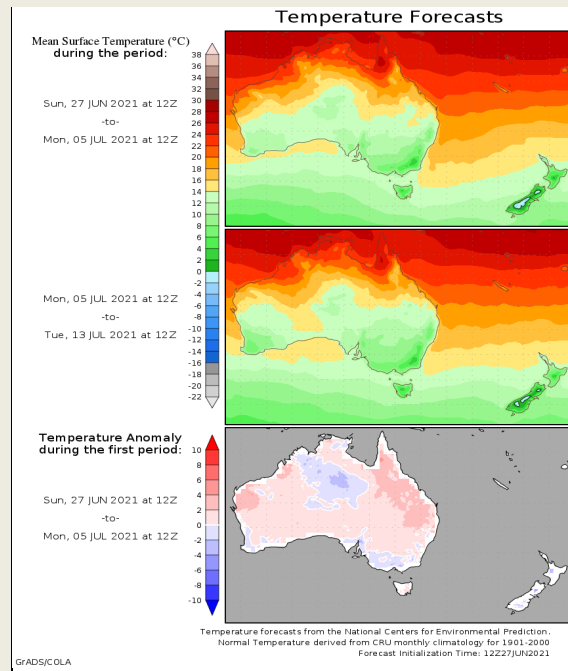 Temperature Forecasts
Mean Surface Temperature (°C)
during the period:
Sun, 27 JUN 2021 at 12Z
-to-
Mon, 05 JUL 2021 at 12Z
38
36
34
32
30
28
26
24
22
20
18
16
14
12
10
8
6
4
2
0
-2
-4
-6
-8
-10
-12
-14
-16
-18
-20
-22
Mon, 05 JUL 2021 at 12Z
-to-
Tue, 13 JUL 2021 at 12Z
Temperature Anomaly
during the first period:
Sun, 27 JUN 2021 at 12Z
-to-
Mon, 05 JUL 2021 at 12Z
10
8
6
4
2
0
-2
-4
-6
-8
-10
Temperature forecasts from the National Centers for Environmental Prediction.
Normal Temperature derived from CRU monthly climatology for 1901-2000
Forecast Initialization Time: 12Z27JUN2021
GrADS/COLA